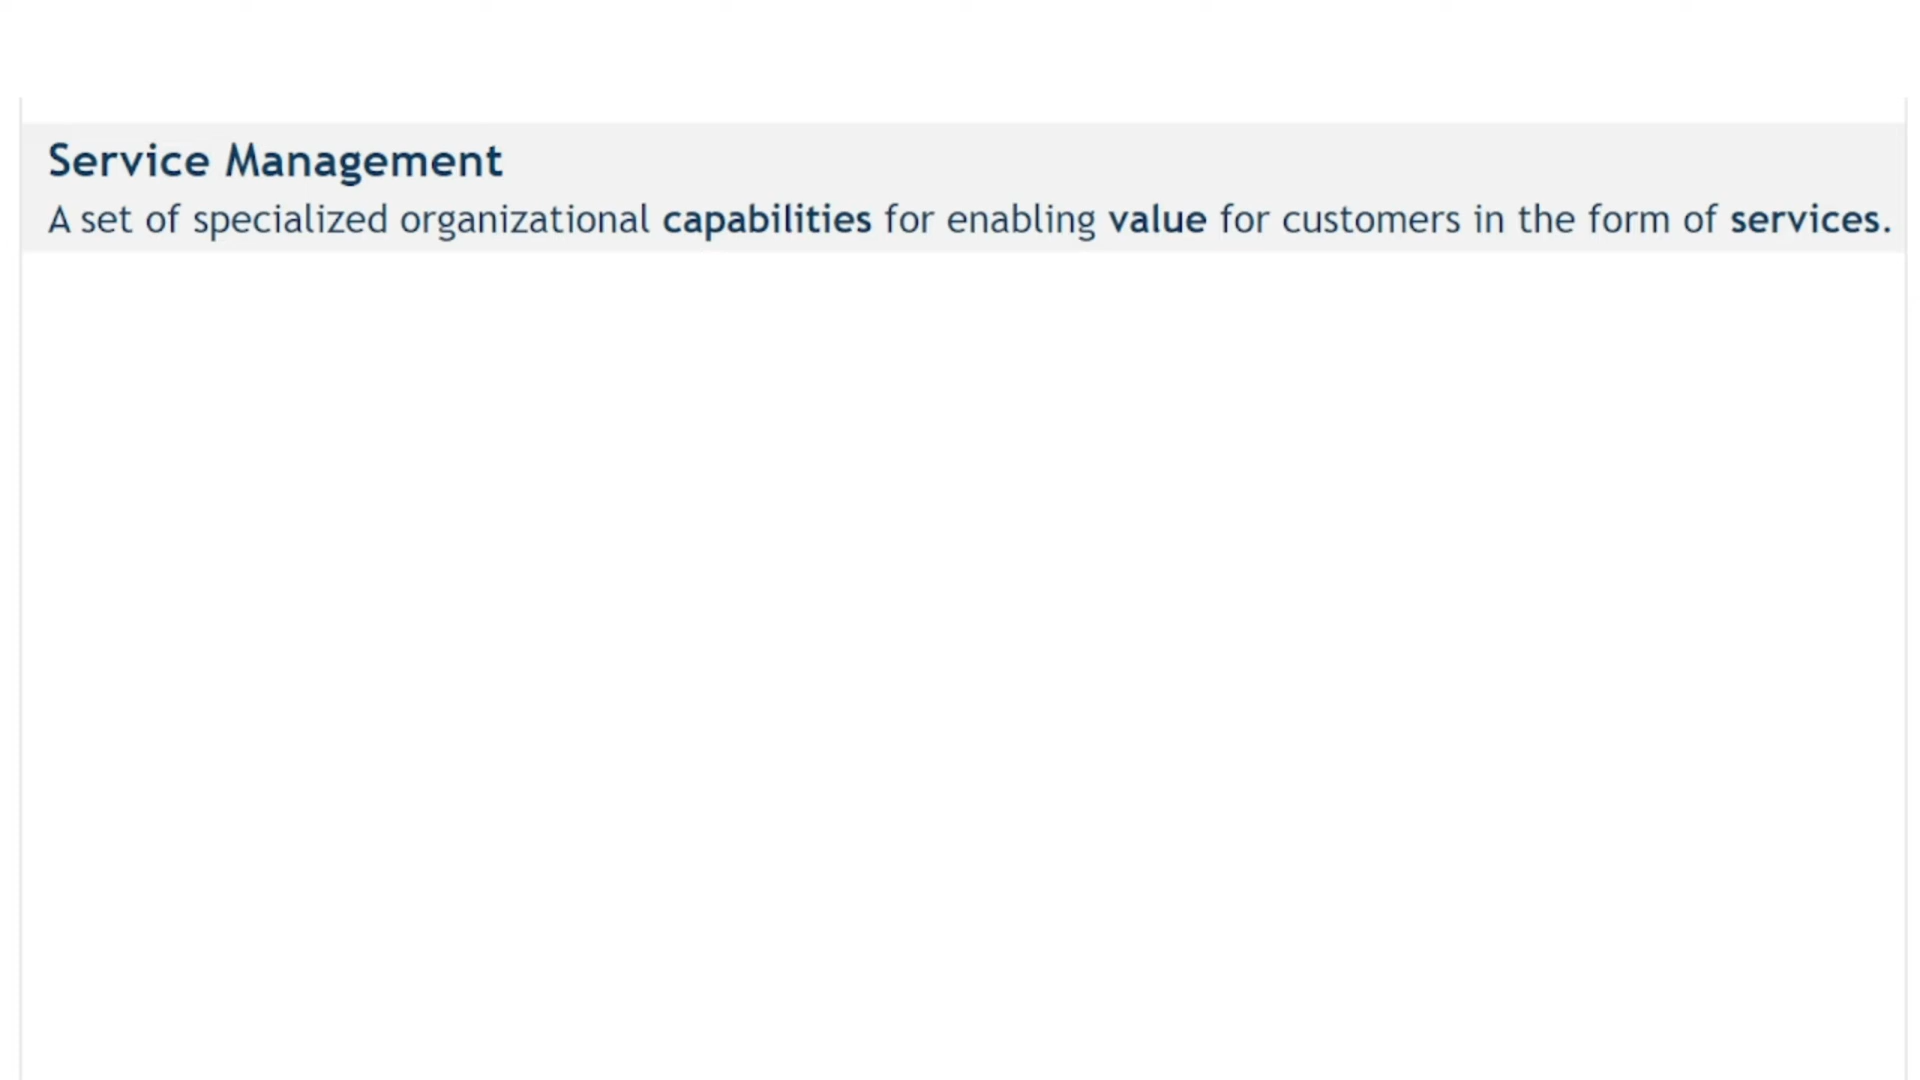 Service Management
A set of specialized organizational capabilities for enabling value for customers in the form of services.